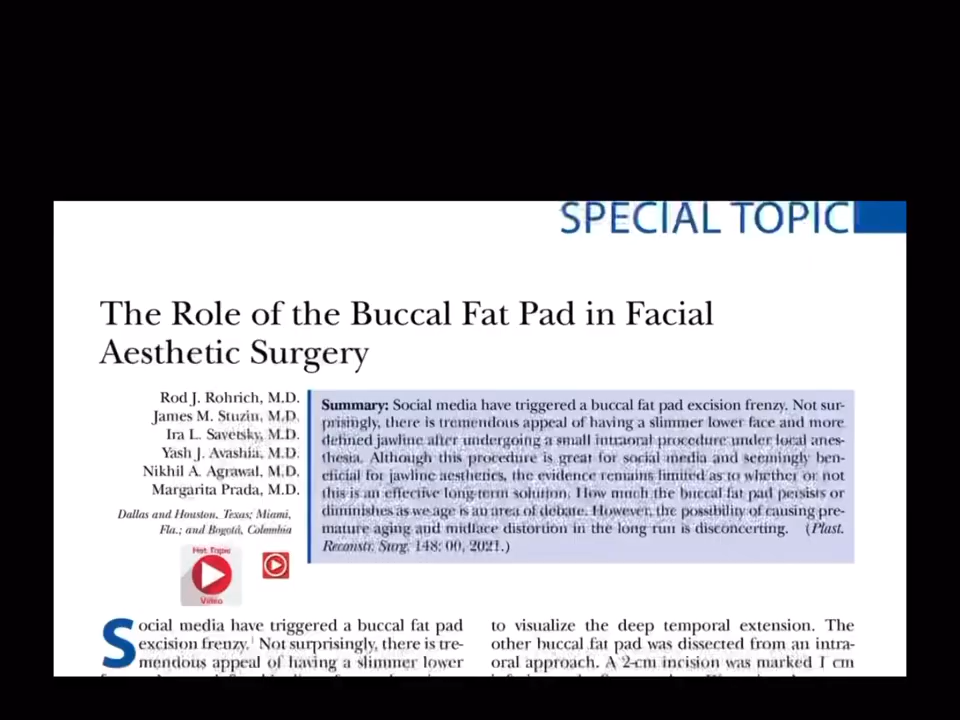 SPECIAL TOPIC
The Role of the Buccal Fat Pad in Facial
Aesthetic Surgery
Rod J. Rohrich, M.D.
James M. Stuzin, M.D.
Ira L. Savetsky, M.D.
Yash J. Avashia, M.D.
Nikhil A. Agrawal, M.D.
Margarita Prada, M.D.
Dallas and Houston, Texas; Miami,
Fla.; and Bogotá, Colombia
Hot Topic
Video
Summary: Social media have triggered a buccal fat pad excision frenzy. Not sur-
prisingly, there is tremendous appeal of having a slimmer lower face and more
defined jawline after undergoing a small intraoral procedure under local anes-
thesia. Although this procedure is great for social media and seemingly ben-
eficial for jawline aesthetics, the evidence remains limited as to whether or not
this is an effective long-term solution. How much the buccal fat pad persists or
diminishes as we age is an area of debate. However, the possibility of causing pre-
mature aging and midface distortion in the long run is disconcerting. (Plast.
Reconstr. Surg. 148: 00, 2021.)
Social media have triggered a buccal fat pad
excision frenzy.1 Not surprisingly, there is tre-
mendous appeal of having a slimmer lower
to visualize the deep temporal extension. The
other buccal fat pad was dissected from an intra-
oral approach. A 2-cm incision was marked 1 cm